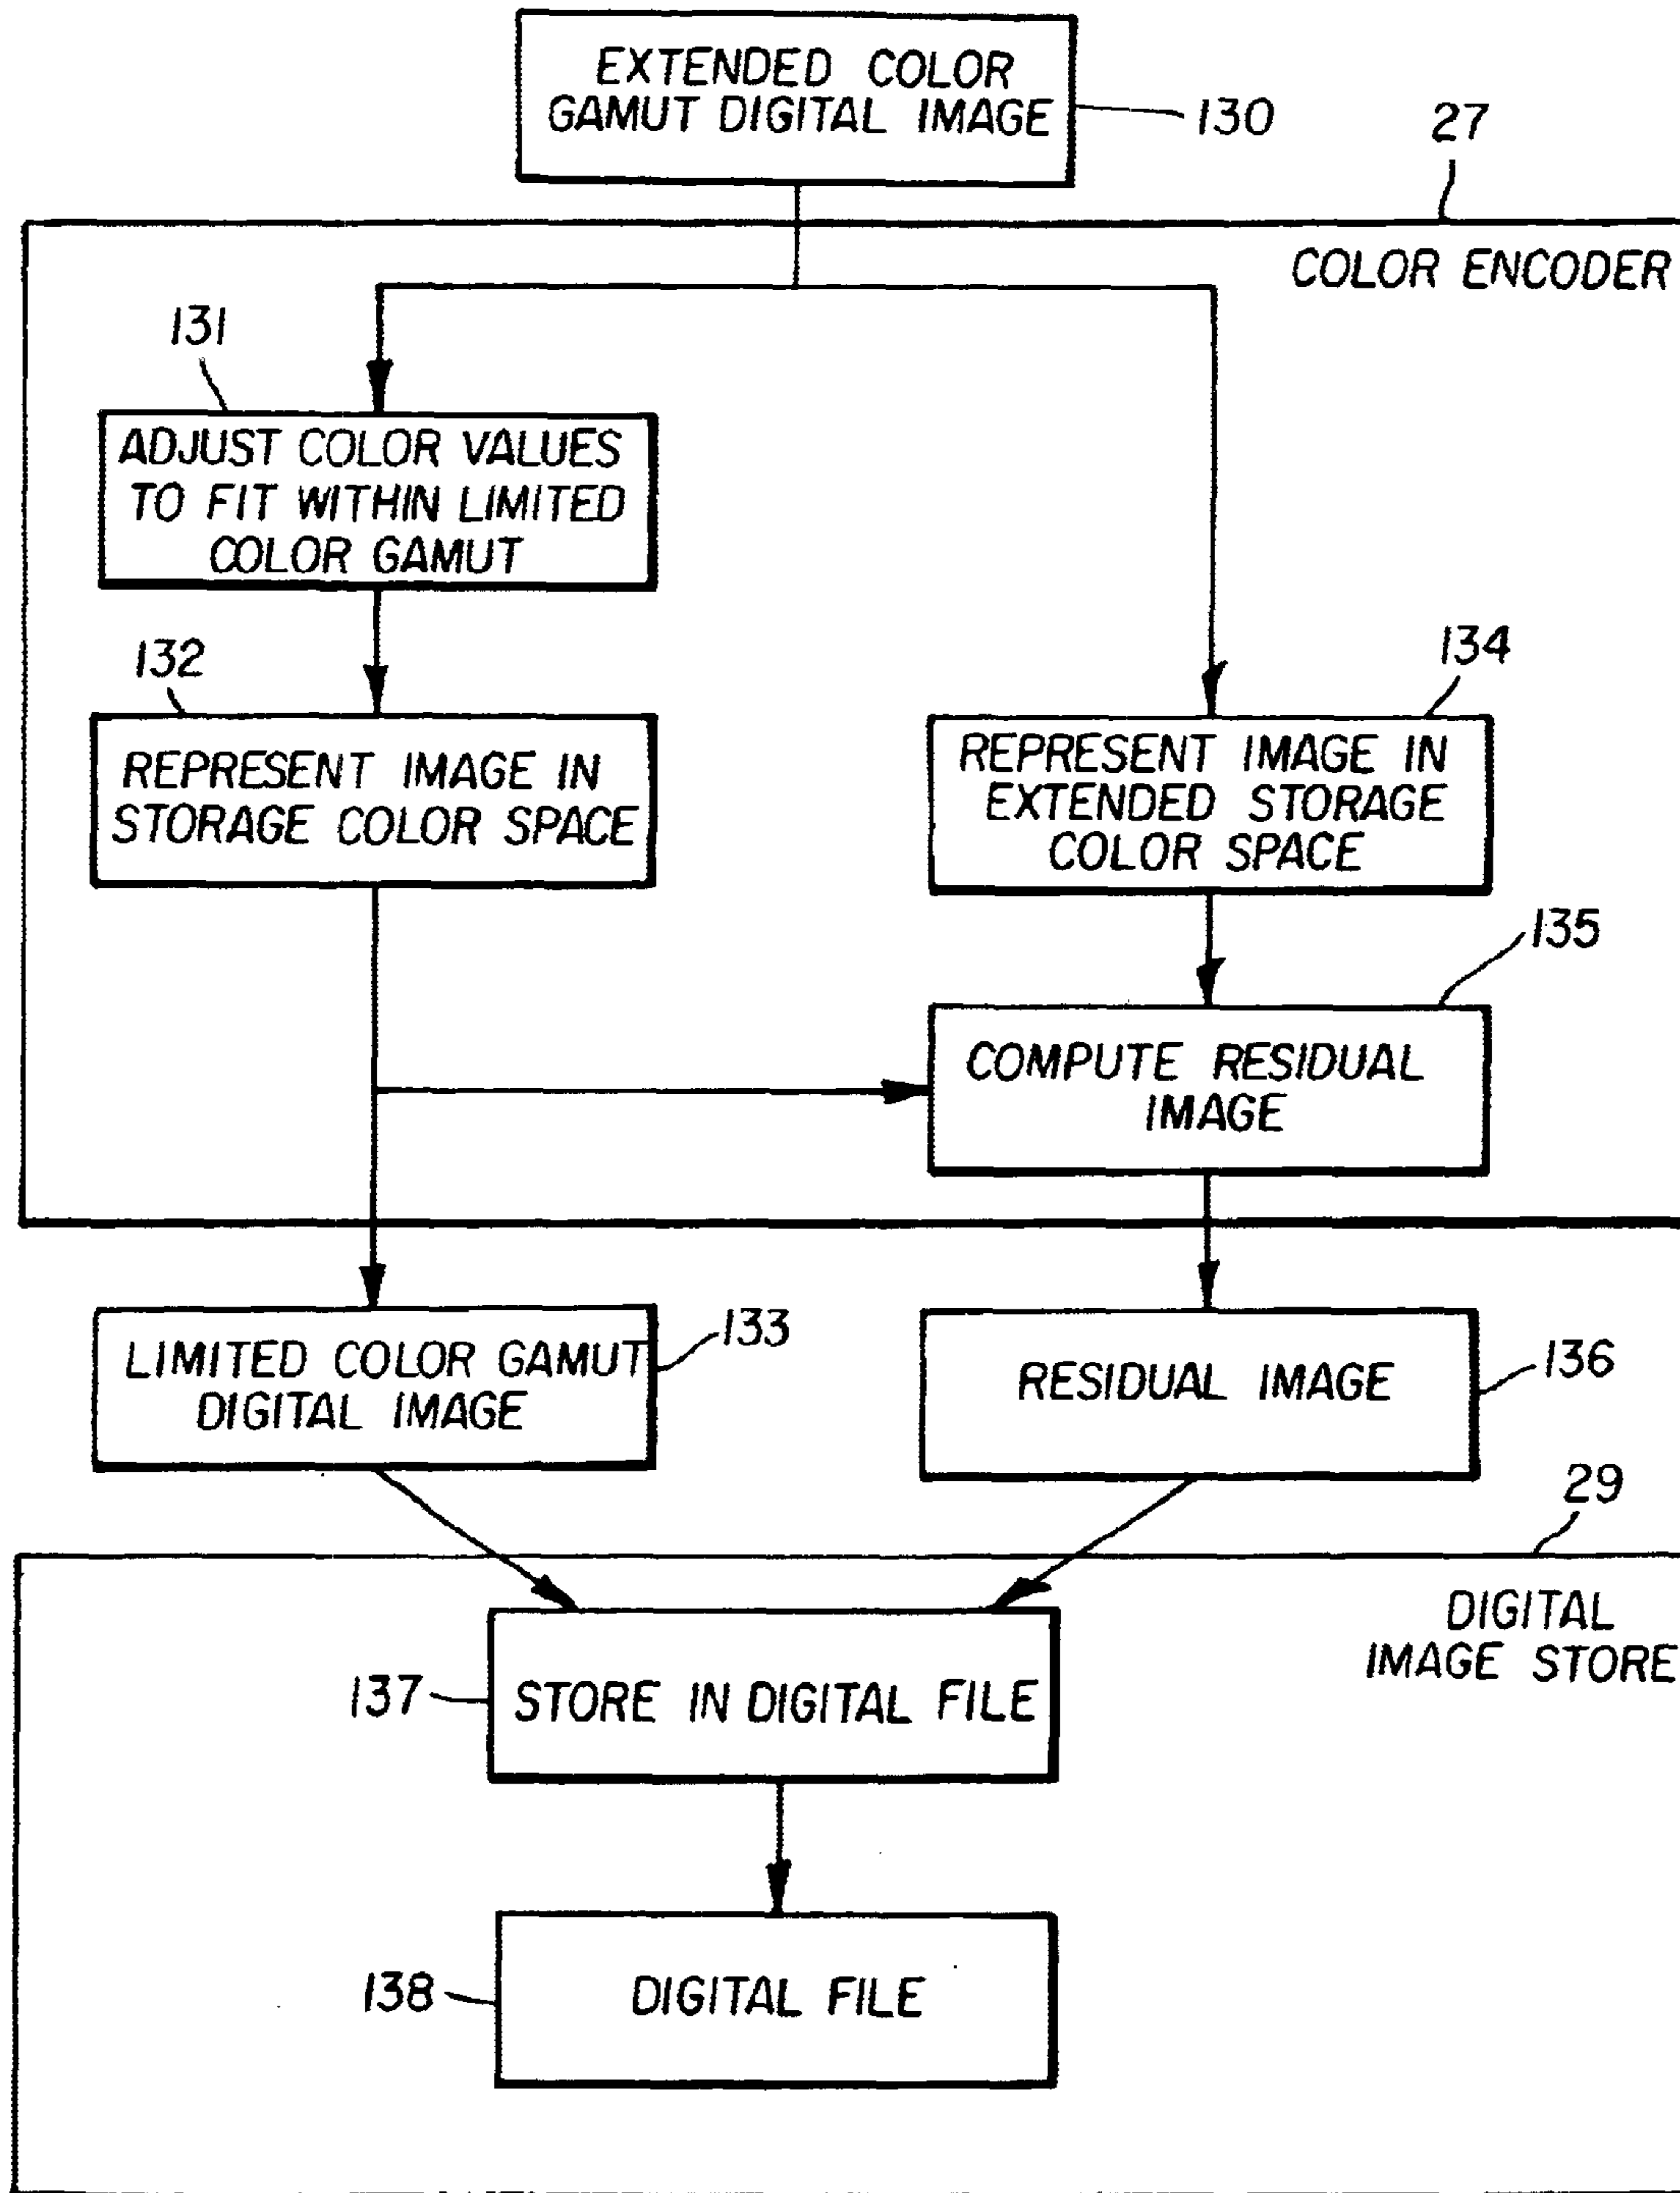 EXTENDED COLOR
GAMUT DIGITAL IMAGE
130
27
COLOR ENCODER
131
ADJUST COLOR VALUES
TO FIT WITHIN LIMITED
COLOR GAMUT
132
REPRESENT IMAGE IN
STORAGE COLOR SPACE
134
REPRESENT IMAGE IN
EXTENDED STORAGE
COLOR SPACE
135
COMPUTE RESIDUAL
IMAGE
LIMITED COLOR GAMUT
DIGITAL IMAGE
133
RESIDUAL IMAGE
136
29
DIGITAL
IMAGE STORE
137
STORE IN DIGITAL FILE
138
DIGITAL FILE